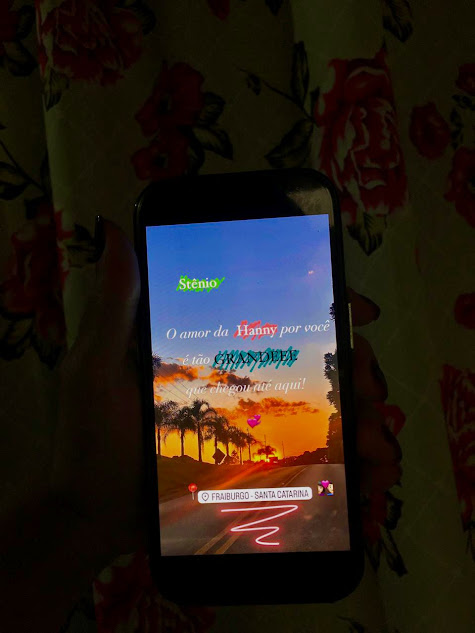 Stênio
O amor da Hanny por você
é tão GRANDEEE
que chegou até aqui!
FRAIBURGO - SANTA CATARINA